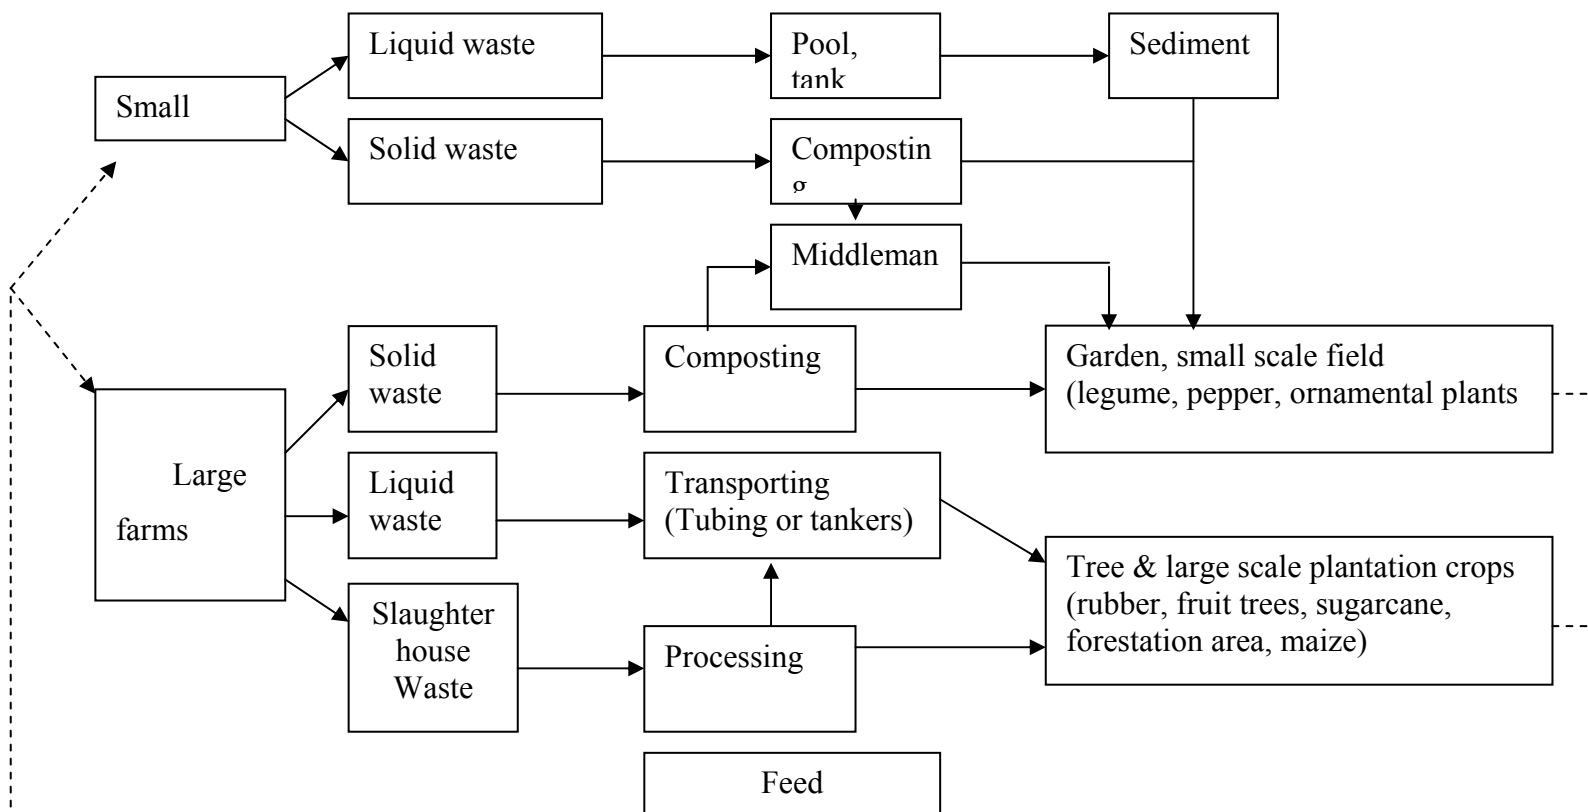 Liquid waste
Pool,
tank
Sediment
Small
Solid waste
Compostin
g
Middleman
Solid
waste
Composting
Garden, small scale field
(legume, pepper, ornamental plants
Large
farms
Liquid
waste
Transporting
(Tubing or tankers)
Tree & large scale plantation crops
(rubber, fruit trees, sugarcane,
forestation area, maize)
Slaughter
house
Waste
Processing
Feed